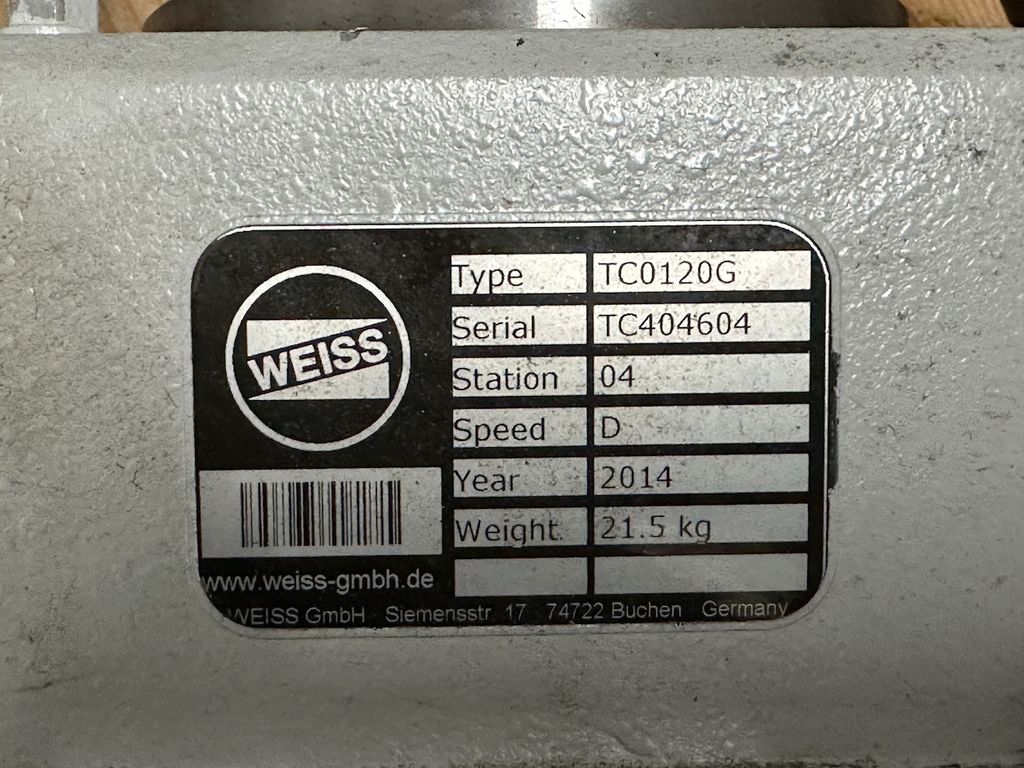 WEISS
Type TC0120G
Serial TC404604
Station 04
Speed D
Year 2014
Weight 21.5 kg
www.weiss-gmbh.de
WEISS GmbH Siemensstr. 17 74722 Buchen Germany